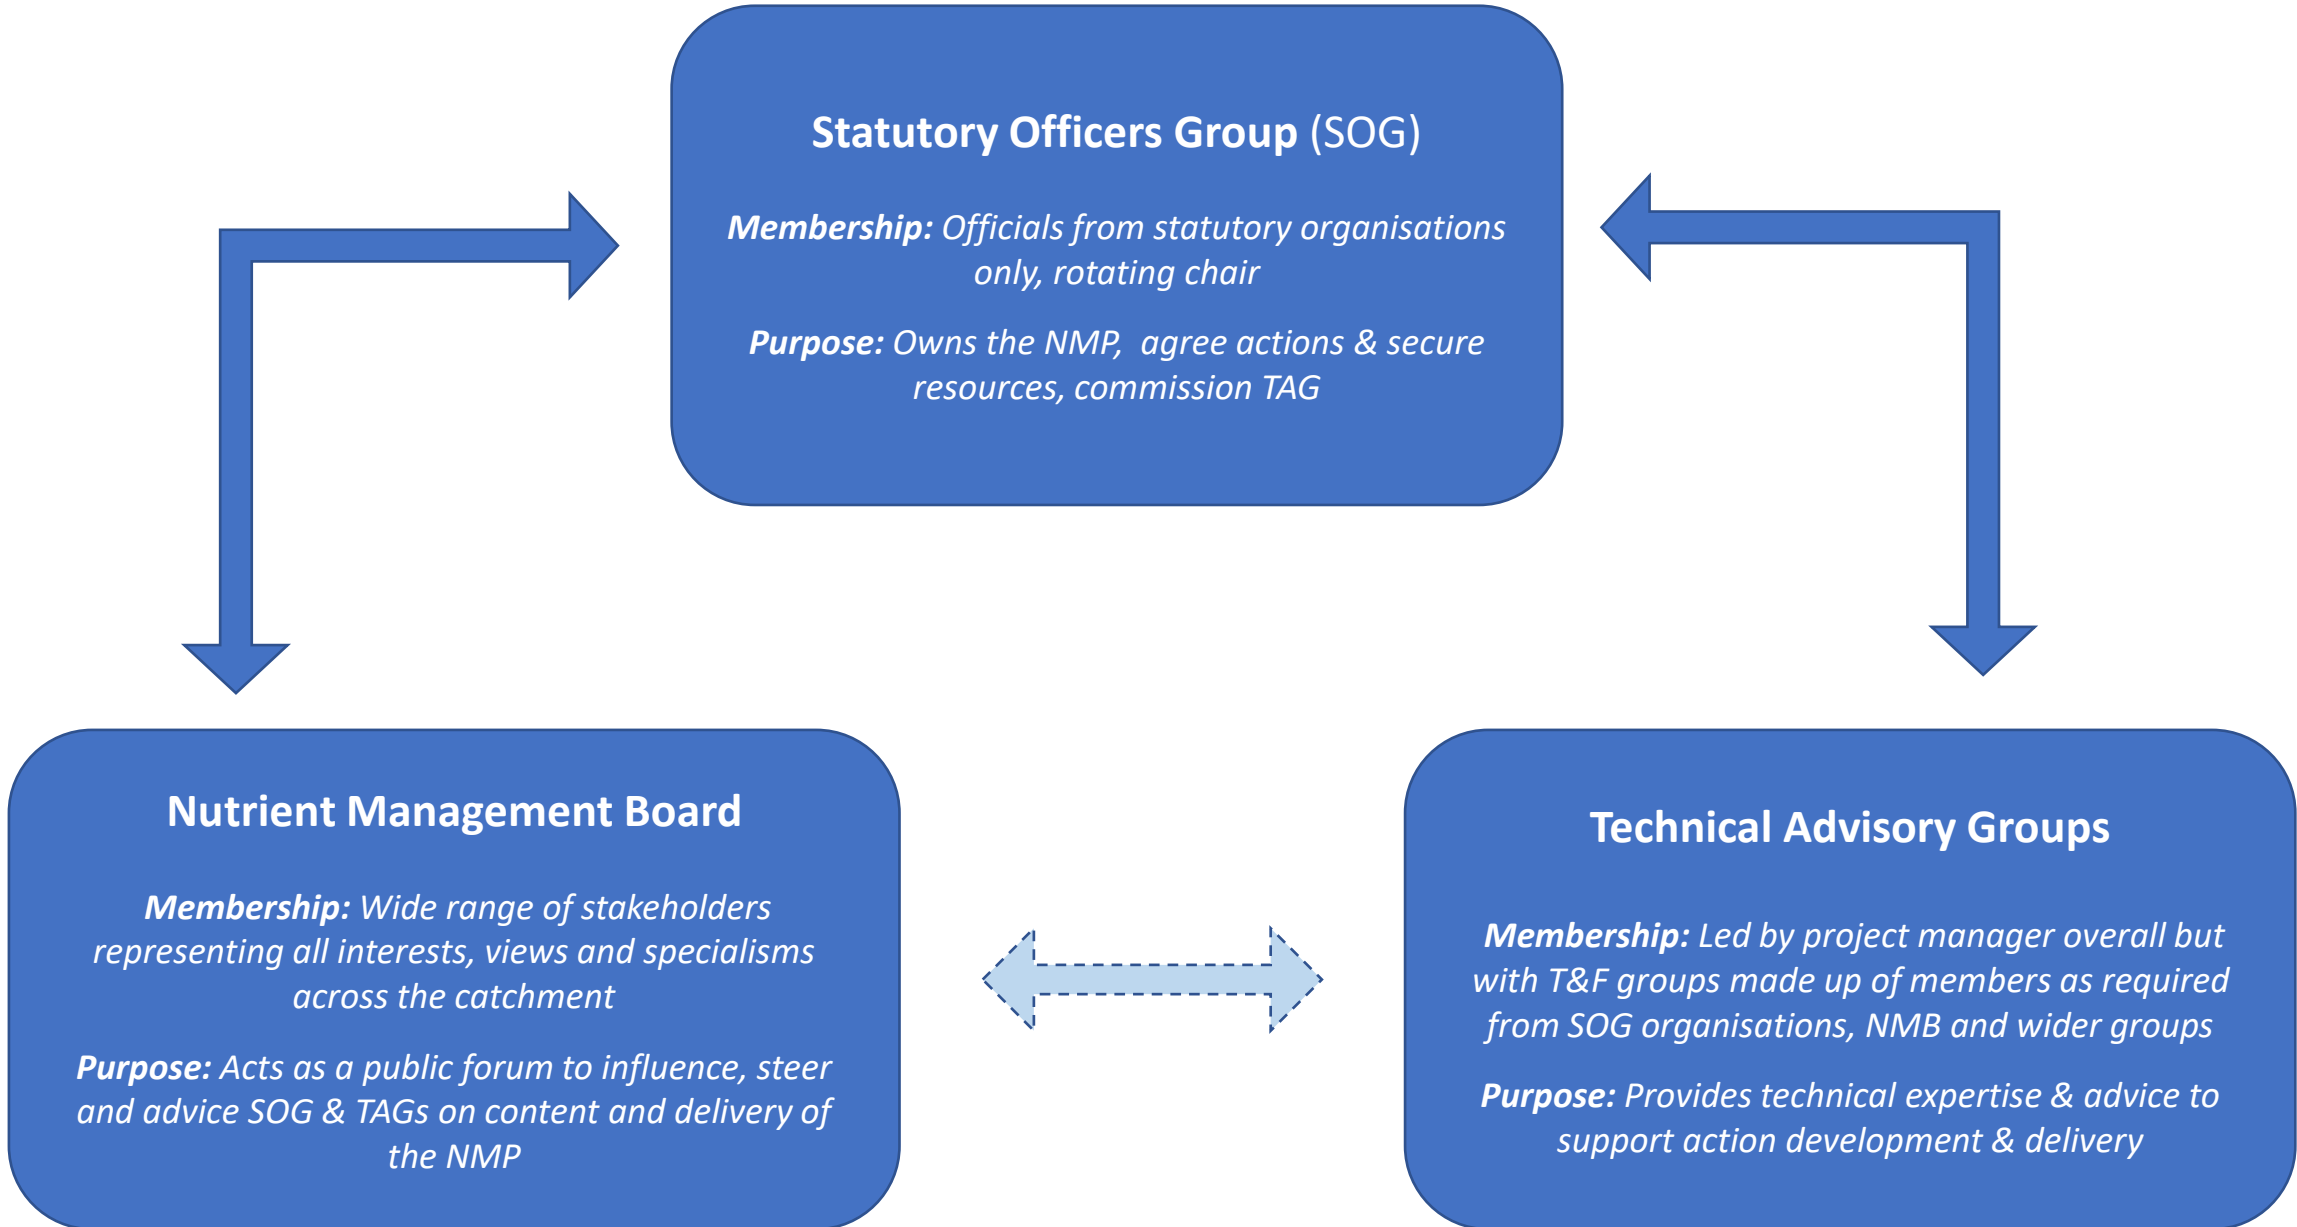 Statutory Officers Group (SOG)
Membership: Officials from statutory organisations
only, rotating chair
Purpose: Owns the NMP,  agree actions & secure
resources, commission TAG
Nutrient Management Board
Membership: Wide range of stakeholders
representing all interests, views and specialisms
across the catchment
Purpose: Acts as a public forum to influence, steer
and advice SOG & TAGs on content and delivery of
the NMP
Technical Advisory Groups
Membership: Led by project manager overall but
with T&F groups made up of members as required
from SOG organisations, NMB and wider groups
Purpose: Provides technical expertise & advice to
support action development & delivery